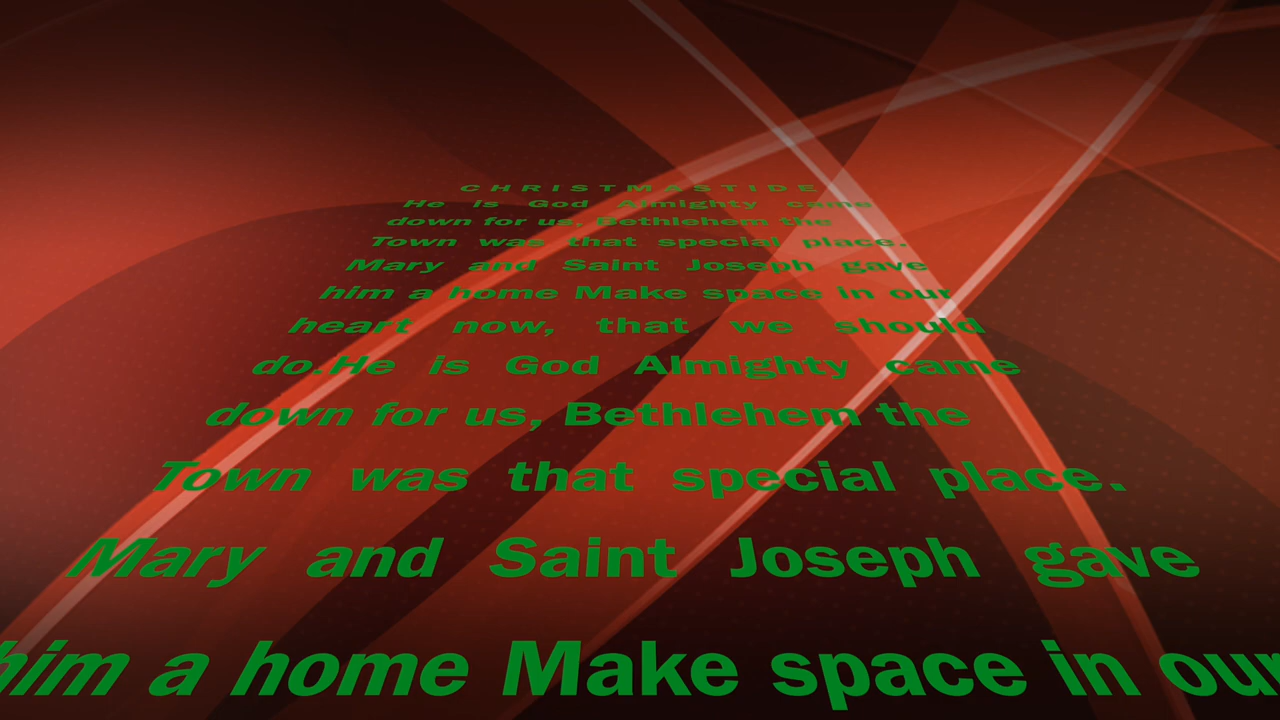 CHRISTMASTIDE
He is God Almighty came
down for us, Bethlehem the
Town was that special place.
Mary and Saint Joseph gave
him a home Make space in our
heart now, that we should
do.He is God Almighty came
down for us, Bethlehem the
Town was that special place.
Mary and Saint Joseph gave
him a home Make space in our